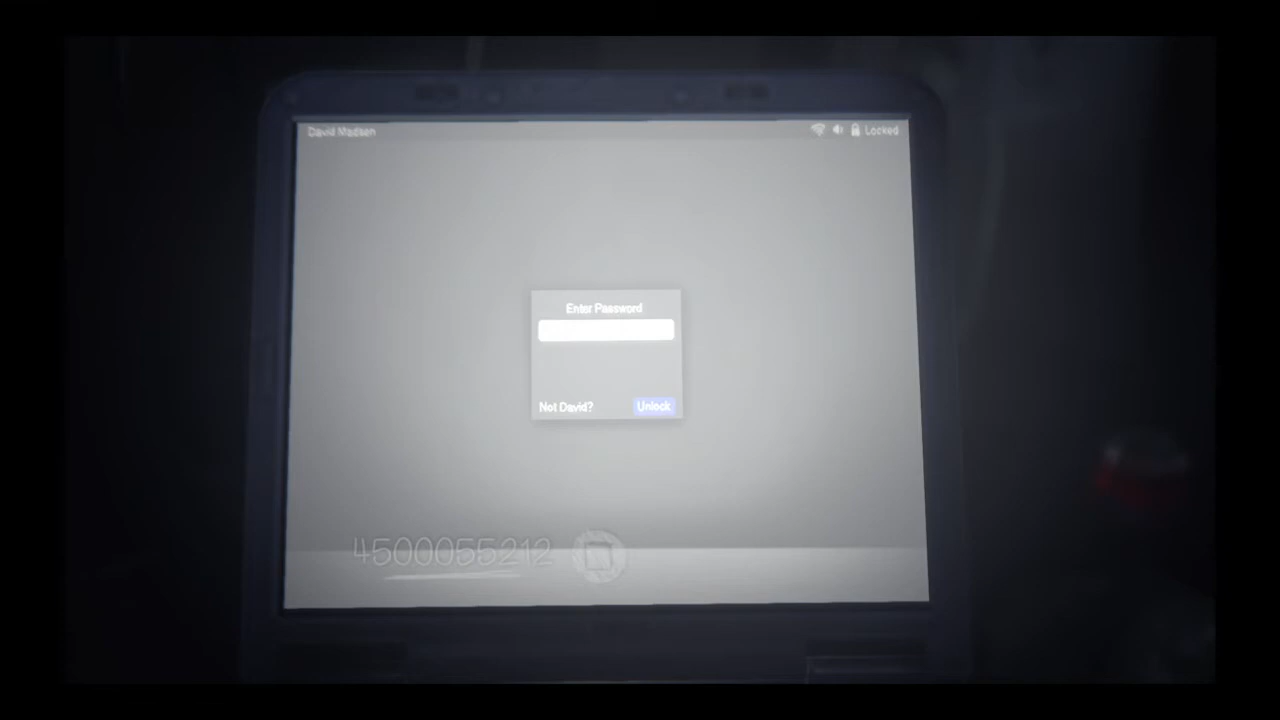 David Madsen
Locked
Enter Password
Not David?
Unlock
4500055212